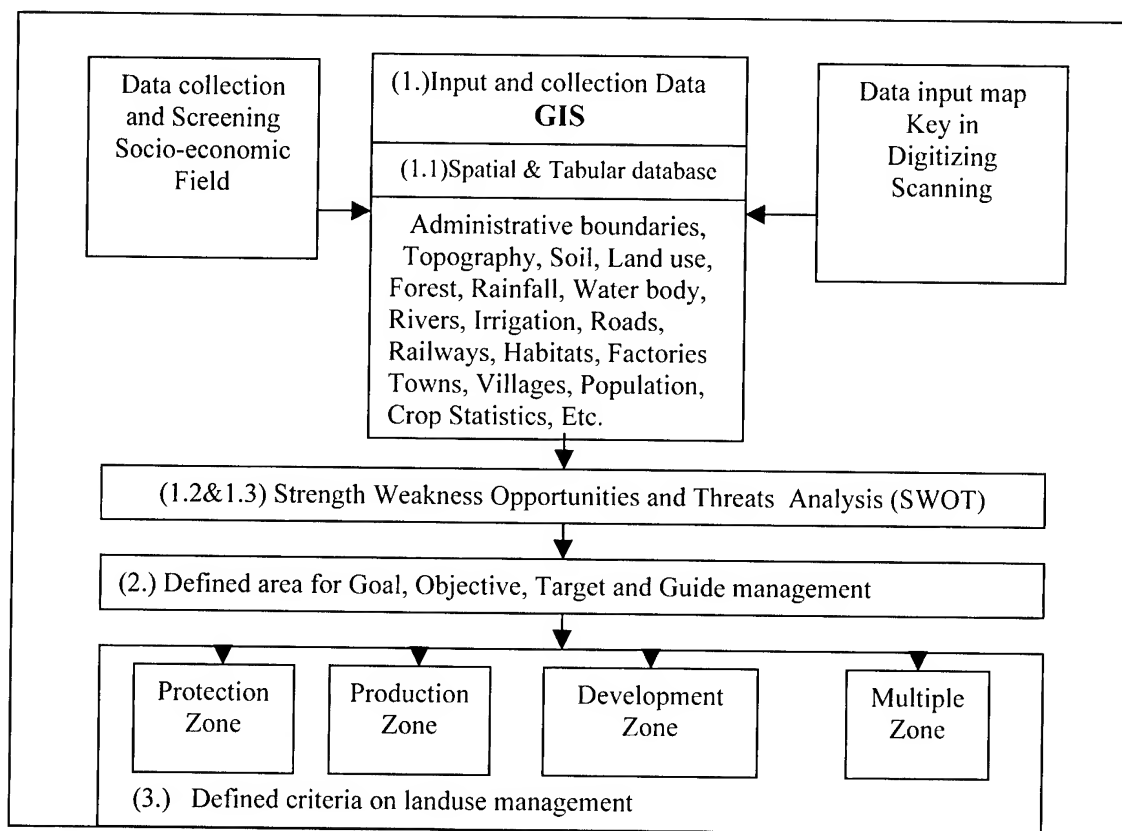 Data collection
and Screening
Socio-economic
Field
(1.)Input and collection Data
GIS
(1.1)Spatial & Tabular database
Administrative boundaries,
Topography, Soil, Land use,
Forest, Rainfall, Water body,
Rivers, Irrigation, Roads,
Railways, Habitats, Factories
Towns, Villages, Population,
Crop Statistics, Etc.
Data input map
Key in
Digitizing
Scanning
(1.2&1.3) Strength Weakness Opportunities and Threats Analysis (SWOT)
(2.) Defined area for Goal, Objective, Target and Guide management
Protection
Zone
Production
Zone
Development
Zone
Multiple
Zone
(3.) Defined criteria on landuse management